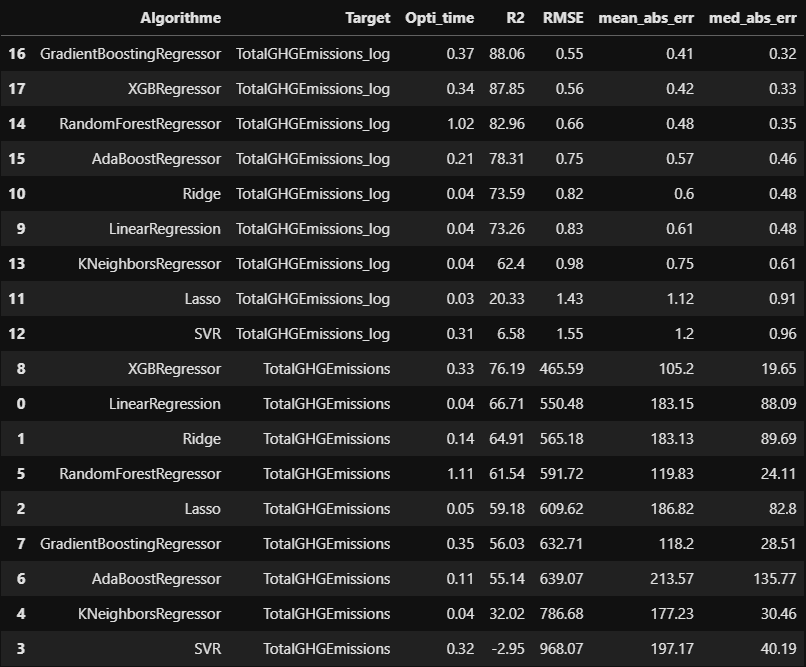 Algorithme Target Opti_time R2 RMSE mean_abs_err med_abs_err
16 GradientBoostingRegressor TotalGHGEmissions_log 0.37 88.06 0.55 0.41 0.32
17 XGBRegressor TotalGHGEmissions_log 0.34 87.85 0.56 0.42 0.33
14 RandomForestRegressor TotalGHGEmissions_log 1.02 82.96 0.66 0.48 0.35
15 AdaBoostRegressor TotalGHGEmissions_log 0.21 78.31 0.75 0.57 0.46
10 Ridge TotalGHGEmissions_log 0.04 73.59 0.82 0.6 0.48
9 LinearRegression TotalGHGEmissions_log 0.04 73.26 0.83 0.61 0.48
13 KNeighborsRegressor TotalGHGEmissions_log 0.04 62.4 0.98 0.75 0.61
11 Lasso TotalGHGEmissions_log 0.03 20.33 1.43 1.12 0.91
12 SVR TotalGHGEmissions_log 0.31 6.58 1.55 1.2 0.96
8 XGBRegressor TotalGHGEmissions 0.33 76.19 465.59 105.2 19.65
0 LinearRegression TotalGHGEmissions 0.04 66.71 550.48 183.15 88.09
1 Ridge TotalGHGEmissions 0.14 64.91 565.18 183.13 89.69
5 RandomForestRegressor TotalGHGEmissions 1.11 61.54 591.72 119.83 24.11
2 Lasso TotalGHGEmissions 0.05 59.18 609.62 186.82 82.8
7 GradientBoostingRegressor TotalGHGEmissions 0.35 56.03 632.71 118.2 28.51
6 AdaBoostRegressor TotalGHGEmissions 0.11 55.14 639.07 213.57 135.77
4 KNeighborsRegressor TotalGHGEmissions 0.04 32.02 786.68 177.23 30.46
3 SVR TotalGHGEmissions 0.32 -2.95 968.07 197.17 40.19